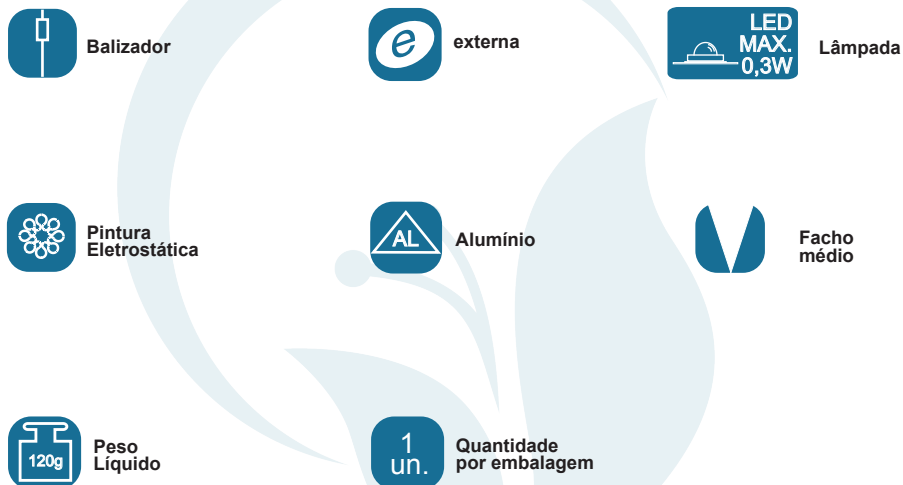 Balizador
e
externa
LED
MAX.
0,3W
Lâmpada
Pintura
Eletrostática
AL
Alumínio
Facho
médio
120g
Peso
Líquido
1
un.
Quantidade
por embalagem